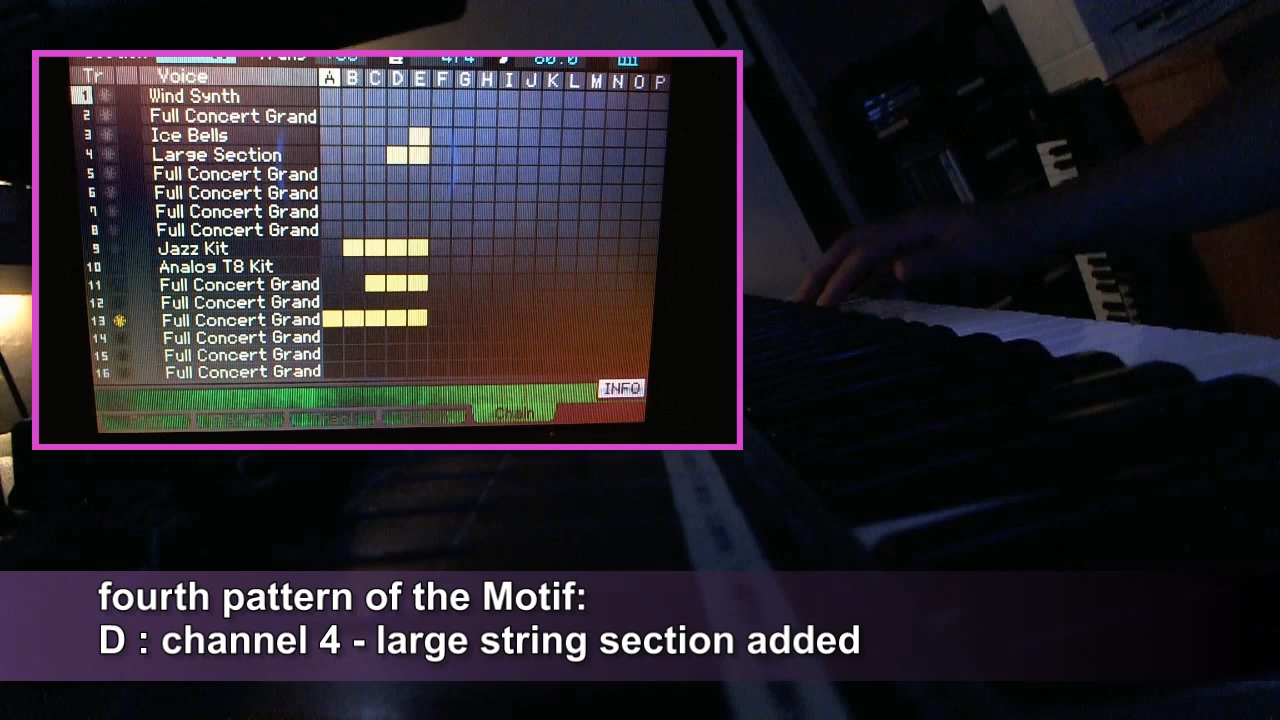 Tr Voice A B C D E F G H I J K L M N O P
1 Wind Synth
2 Full Concert Grand
3 Ice Bells
4 Large Section
5 Full Concert Grand
6 Full Concert Grand
7 Full Concert Grand
8 Full Concert Grand
9 Jazz Kit
10 Analog T8 Kit
11 Full Concert Grand
12 Full Concert Grand
13 Full Concert Grand
14 Full Concert Grand
15 Full Concert Grand
16 Full Concert Grand
INFO
Chain
fourth pattern of the Motif:
D : channel 4 - large string section added